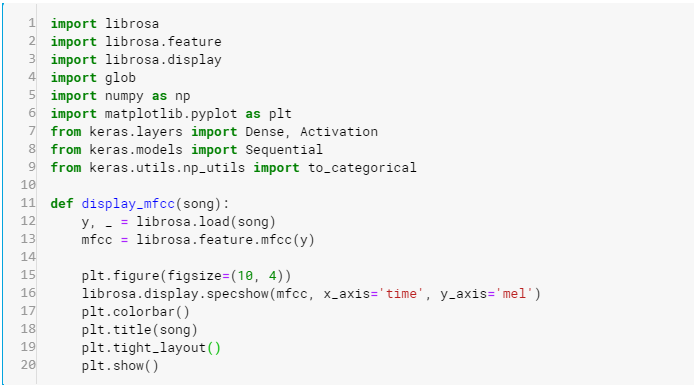 1 import librosa
2 import librosa.feature
3 import librosa.display
4 import glob
5 import numpy as np
6 import matplotlib.pyplot as plt
7 from keras.layers import Dense, Activation
8 from keras.models import Sequential
9 from keras.utils.np_utils import to_categorical
10
11 def display_mfcc(song):
12     y, _ = librosa.load(song)
13     mfcc = librosa.feature.mfcc(y)
14
15     plt.figure(figsize=(10, 4))
16     librosa.display.specshow(mfcc, x_axis='time', y_axis='mel')
17     plt.colorbar()
18     plt.title(song)
19     plt.tight_layout()
20     plt.show()